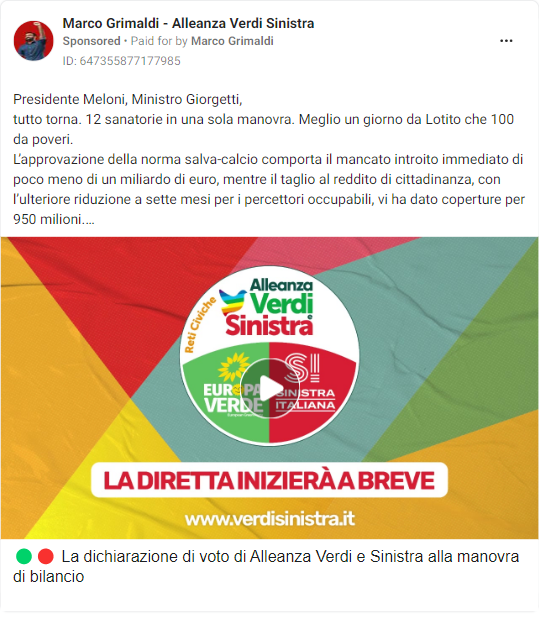 Marco Grimaldi - Alleanza Verdi Sinistra
Sponsored • Paid for by Marco Grimaldi
ID: 647355877177985
Presidente Meloni, Ministro Giorgetti,
tutto torna. 12 sanatorie in una sola manovra. Meglio un giorno da Lotito che 100
da poveri.
L’approvazione della norma salva-calcio comporta il mancato introito immediato di
poco meno di un miliardo di euro, mentre il taglio al reddito di cittadinanza, con
l’ulteriore riduzione a sette mesi per i percettori occupabili, vi ha dato coperture per
950 milioni....
Reti Civiche
Alleanza
Verdi
Sinistra
EUROPA
VERDE
SI
SINISTRA
ITALIANA
LA DIRETTA INIZIERÀ A BREVE
www.verdisinistra.it
La dichiarazione di voto di Alleanza Verdi e Sinistra alla manovra
di bilancio